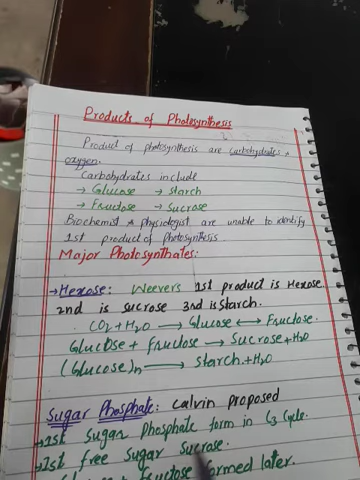 Products of Photosynthesis
Product of photosynthesis are carbohydrates &
oxygen.
Carbohydrates include
→ Glucose → starch
→ Fructose → Sucrose
Biochemist & physiologist are unable to identify
1st product of photosynthesis
Major Photosynthates:
→ Hexose: Weevers 1st product is Hexose
2nd is sucrose 3rd is starch.
CO2 + H2O → Glucose ↔ Fructose.
Glucose + fructose → Sucrose + H2O
(Glucose)n → starch + H2O
Sugar Phosphate: Calvin proposed
→ 1st Sugar Phosphate form in C3 Cycle.
→ 1st free Sugar Sucrose.
fructose formed later.